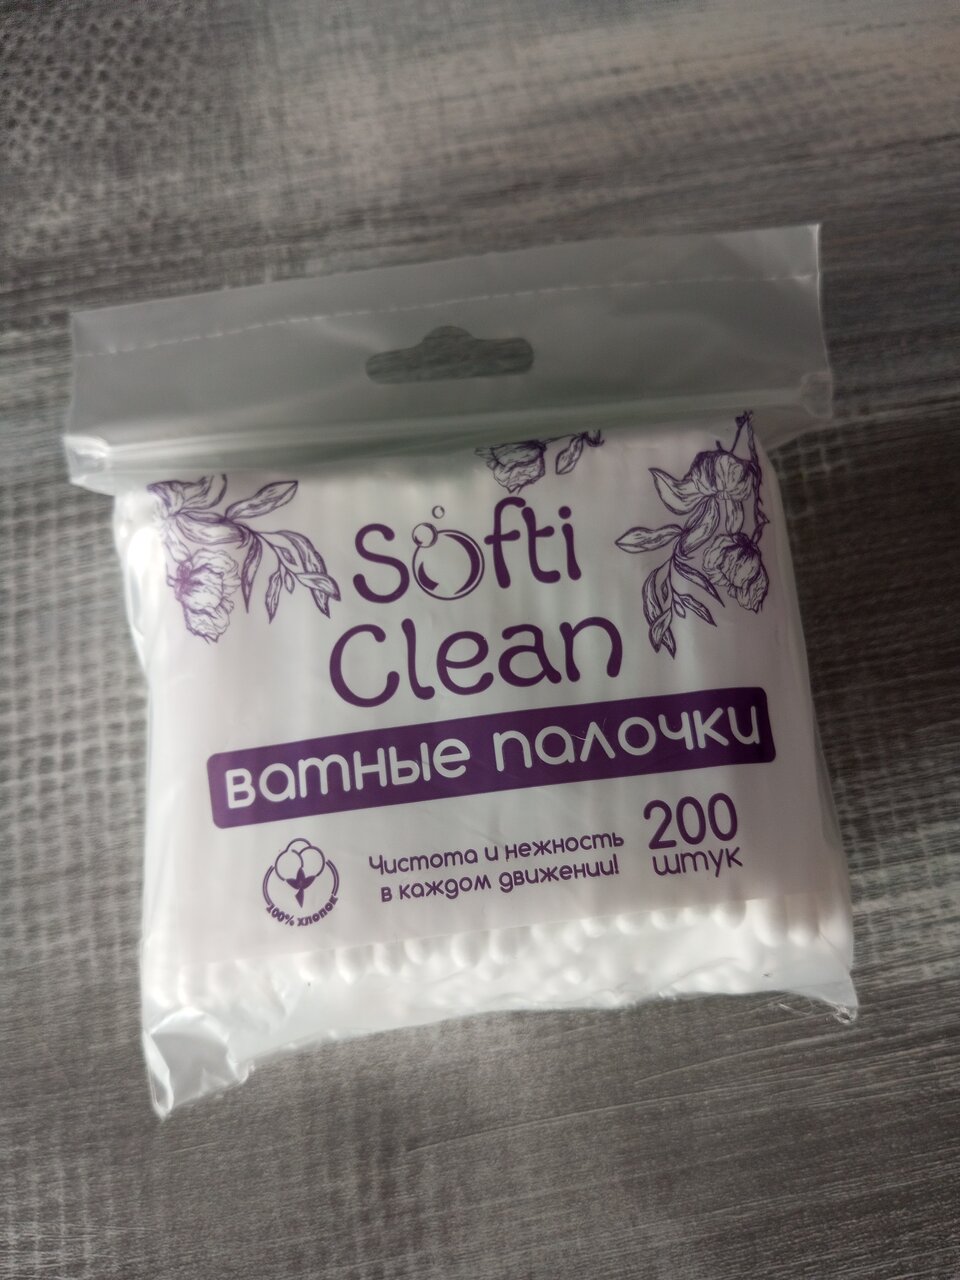 Softi
Clean
ватные палочки
Чистота и нежность
в каждом движении!
200
штук
100% хлопок